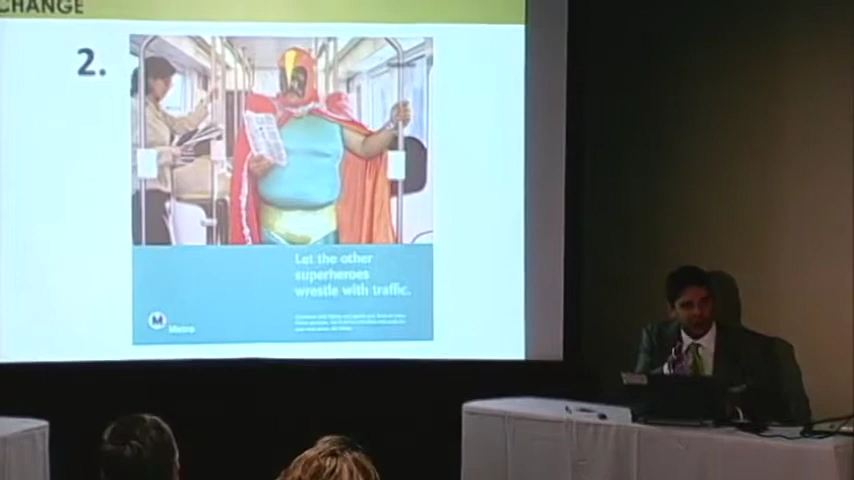 CHANGE
2.
Let the other
superheroes
wrestle with traffic.
M
Metro